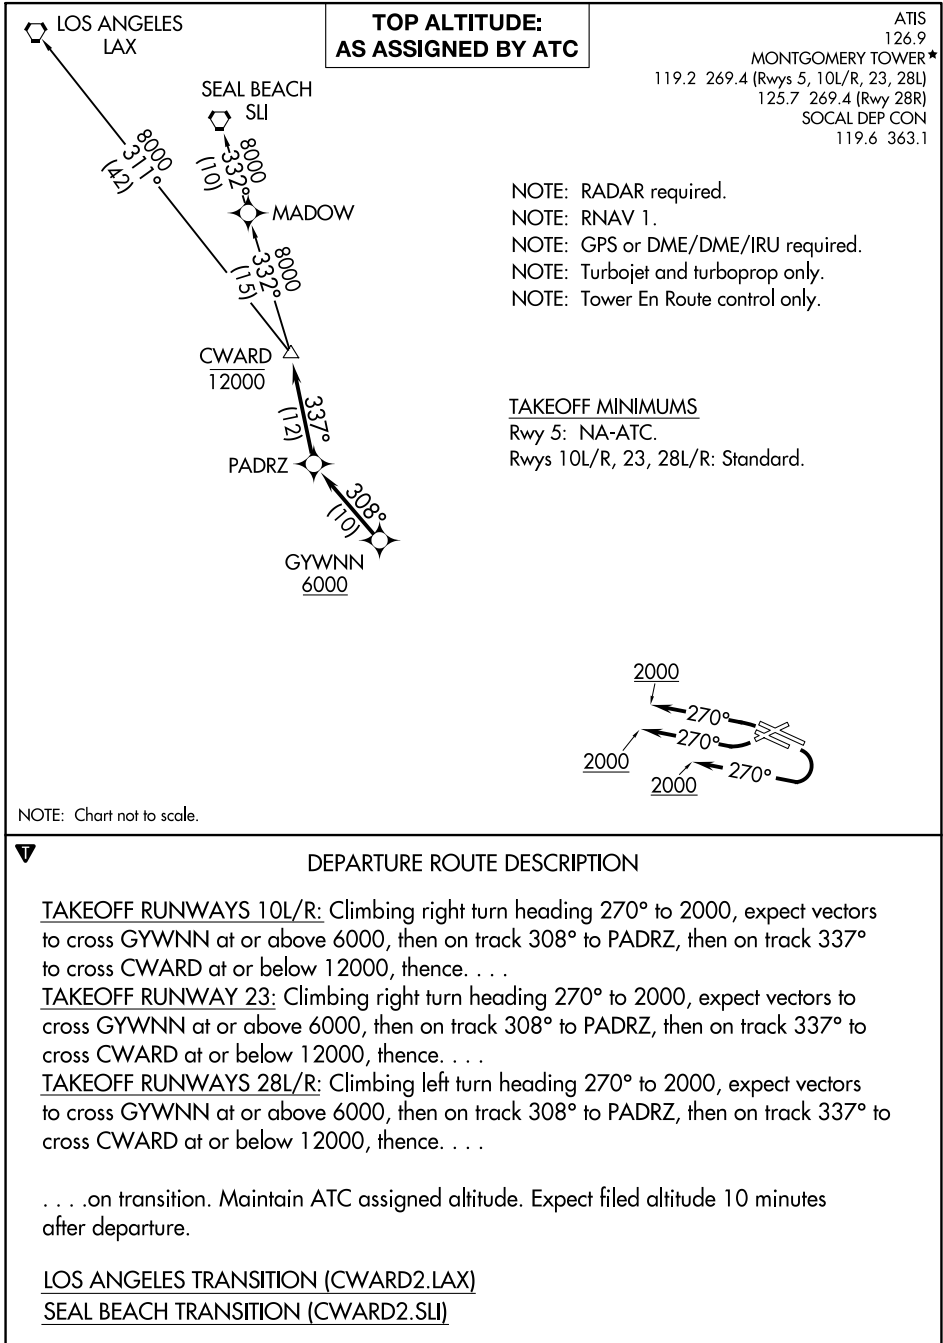 LOS ANGELES
LAX
TOP ALTITUDE:
AS ASSIGNED BY ATC
ATIS
126.9
MONTGOMERY TOWER★
119.2 269.4 (Rwys 5, 10L/R, 23, 28L)
125.7 269.4 (Rwy 28R)
SOCAL DEP CON
119.6 363.1
SEAL BEACH
SLI
8000
311°
(42)
8000
332°
(10)
MADOW
8000
332°
(15)
CWARD
12000
337°
(12)
PADRZ
308°
(10)
GYWNN
6000
NOTE: RADAR required.
NOTE: RNAV 1.
NOTE: GPS or DME/DME/IRU required.
NOTE: Turbojet and turboprop only.
NOTE: Tower En Route control only.
TAKEOFF MINIMUMS
Rwy 5: NA-ATC.
Rwys 10L/R, 23, 28L/R: Standard.
2000
270°
270°
2000
270°
2000
NOTE: Chart not to scale.
T
DEPARTURE ROUTE DESCRIPTION
TAKEOFF RUNWAYS 10L/R: Climbing right turn heading 270° to 2000, expect vectors
to cross GYWNN at or above 6000, then on track 308° to PADRZ, then on track 337°
to cross CWARD at or below 12000, thence. . . .
TAKEOFF RUNWAY 23: Climbing right turn heading 270° to 2000, expect vectors to
cross GYWNN at or above 6000, then on track 308° to PADRZ, then on track 337° to
cross CWARD at or below 12000, thence. . . .
TAKEOFF RUNWAYS 28L/R: Climbing left turn heading 270° to 2000, expect vectors
to cross GYWNN at or above 6000, then on track 308° to PADRZ, then on track 337° to
cross CWARD at or below 12000, thence. . . .
. . . .on transition. Maintain ATC assigned altitude. Expect filed altitude 10 minutes
after departure.
LOS ANGELES TRANSITION (CWARD2.LAX)
SEAL BEACH TRANSITION (CWARD2.SLI)